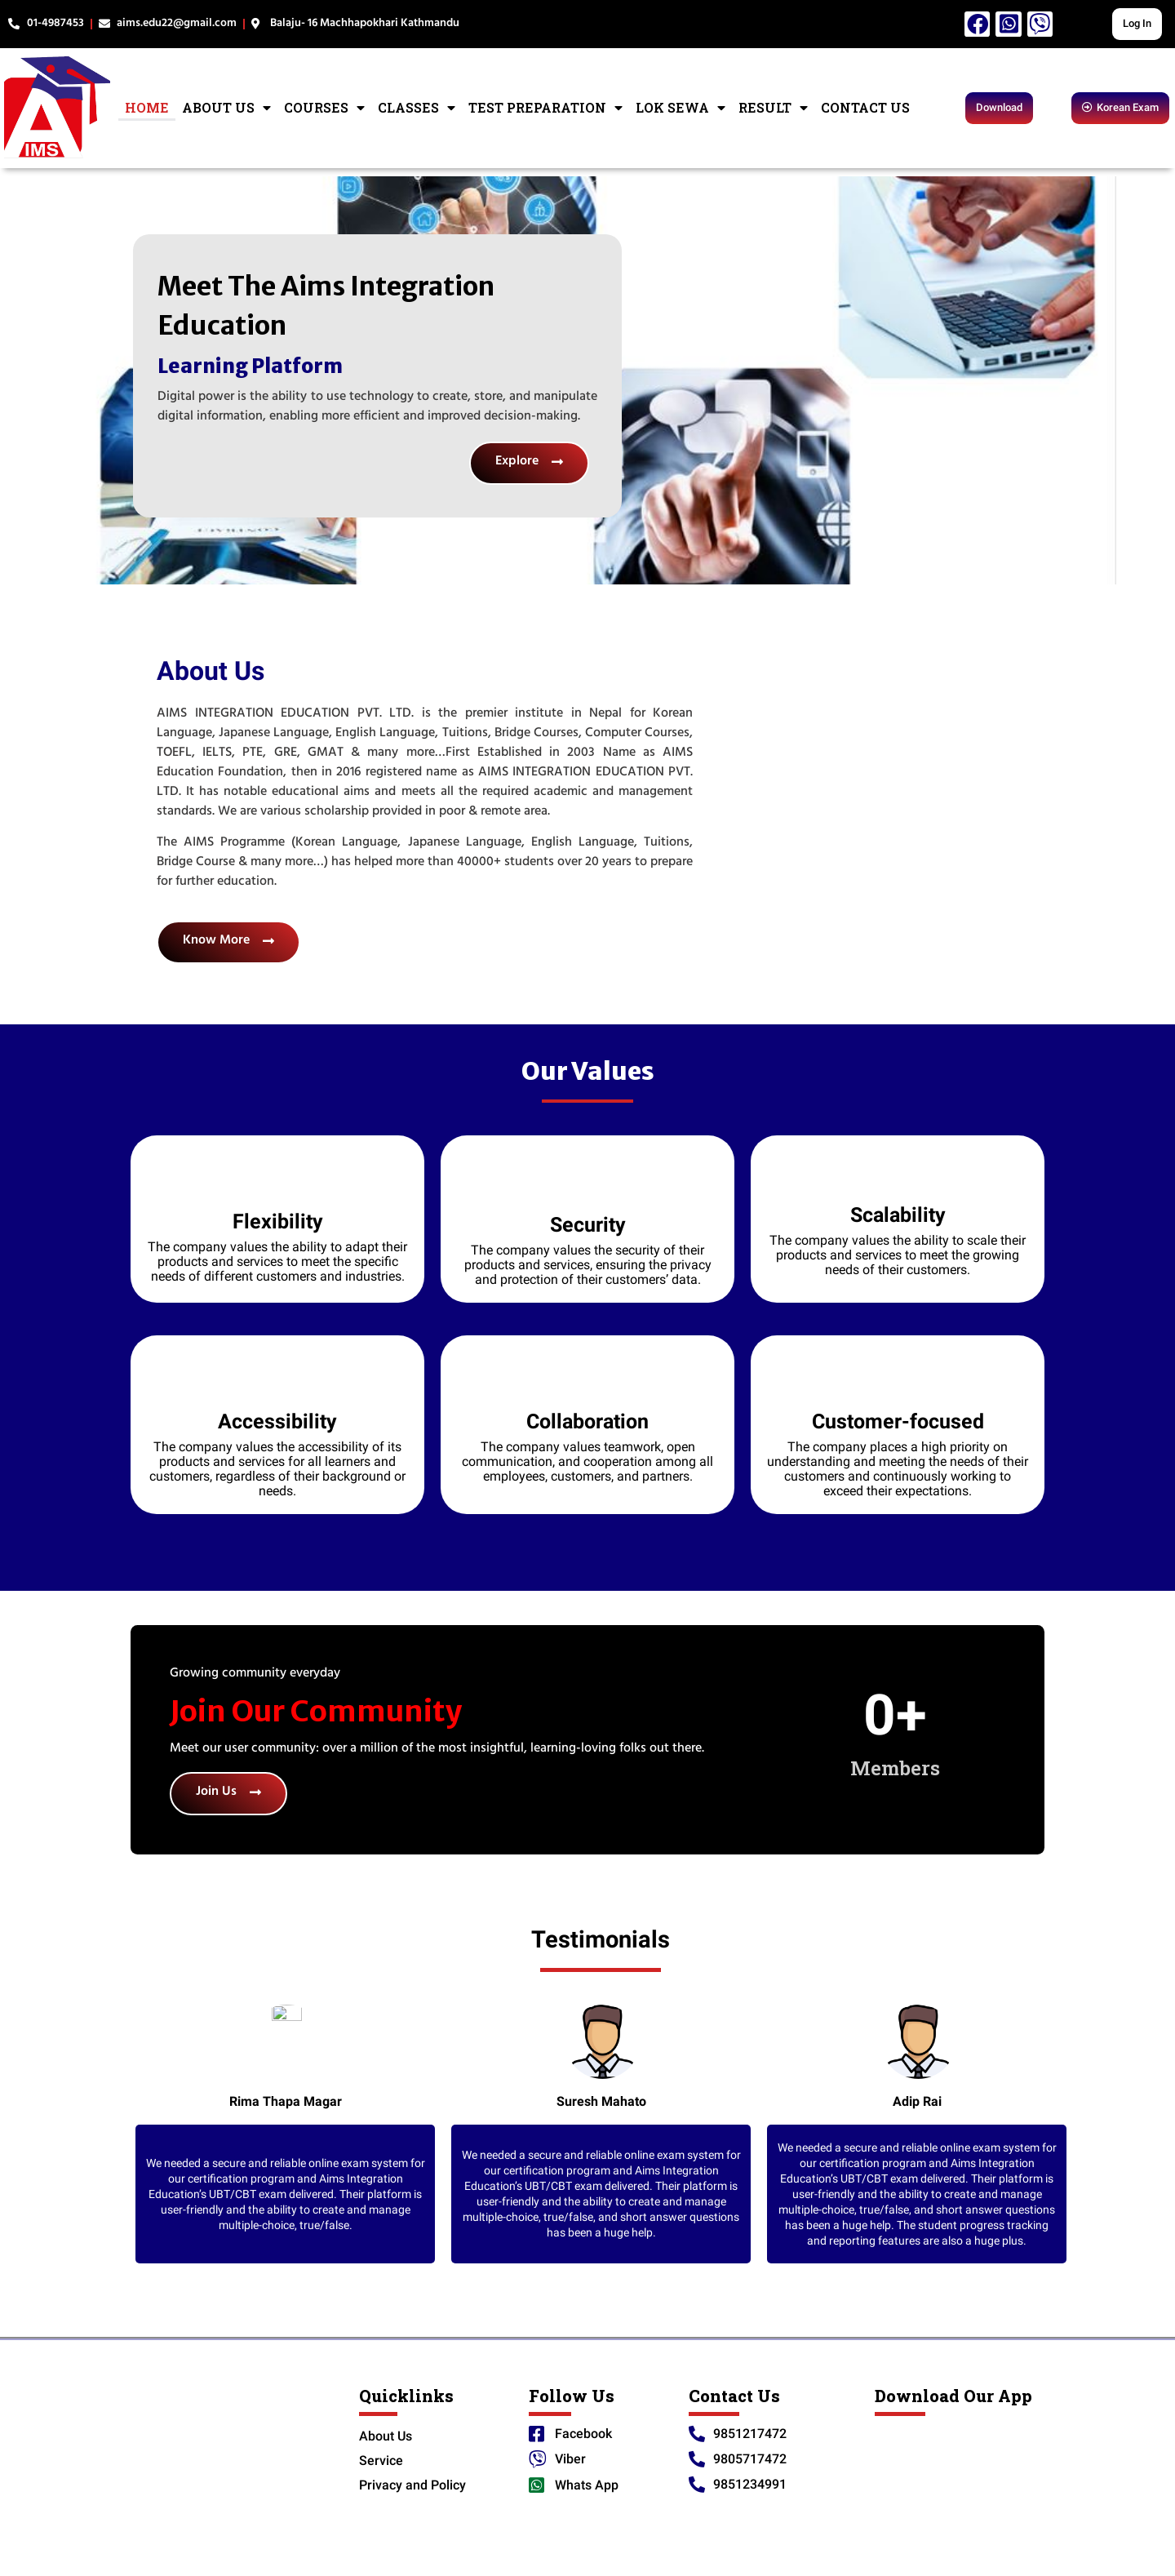 01-4987453 | aims.edu22@gmail.com | Balaju- 16 Machhapokhari Kathmandu
Log In
AIMS
HOME ABOUT US COURSES CLASSES TEST PREPARATION LOK SEWA RESULT CONTACT US
Download
Korean Exam
Meet The Aims Integration
Education
Learning Platform
Digital power is the ability to use technology to create, store, and manipulate
digital information, enabling more efficient and improved decision-making.
Explore
About Us
AIMS INTEGRATION EDUCATION PVT. LTD. is the premier institute in Nepal for Korean
Language, Japanese Language, English Language, Tuitions, Bridge Courses, Computer Courses,
TOEFL, IELTS, PTE, GRE, GMAT & many more…First Established in 2003 Name as AIMS
Education Foundation, then in 2016 registered name as AIMS INTEGRATION EDUCATION PVT.
LTD. It has notable educational aims and meets all the required academic and management
standards. We are various scholarship provided in poor & remote area.
The AIMS Programme (Korean Language, Japanese Language, English Language, Tuitions,
Bridge Course & many more…) has helped more than 40000+ students over 20 years to prepare
for further education.
Know More
Our Values
Flexibility
The company values the ability to adapt their
products and services to meet the specific
needs of different customers and industries.
Security
The company values the security of their
products and services, ensuring the privacy
and protection of their customers’ data.
Scalability
The company values the ability to scale their
products and services to meet the growing
needs of their customers.
Accessibility
The company values the accessibility of its
products and services for all learners and
customers, regardless of their background or
needs.
Collaboration
The company values teamwork, open
communication, and cooperation among all
employees, customers, and partners.
Customer-focused
The company places a high priority on
understanding and meeting the needs of their
customers and continuously working to
exceed their expectations.
Growing community everyday
Join Our Community
Meet our user community: over a million of the most insightful, learning-loving folks out there.
Join Us
0+
Members
Testimonials
Rima Thapa Magar
We needed a secure and reliable online exam system for
our certification program and Aims Integration
Education’s UBT/CBT exam delivered. Their platform is
user-friendly and the ability to create and manage
multiple-choice, true/false.
Suresh Mahato
We needed a secure and reliable online exam system for
our certification program and Aims Integration
Education’s UBT/CBT exam delivered. Their platform is
user-friendly and the ability to create and manage
multiple-choice, true/false, and short answer questions
has been a huge help.
Adip Rai
We needed a secure and reliable online exam system for
our certification program and Aims Integration
Education’s UBT/CBT exam delivered. Their platform is
user-friendly and the ability to create and manage
multiple-choice, true/false, and short answer questions
has been a huge help. The student progress tracking
and reporting features are also a huge plus.
Quicklinks
About Us
Service
Privacy and Policy
Follow Us
Facebook
Viber
Whats App
Contact Us
9851217472
9805717472
9851234991
Download Our App